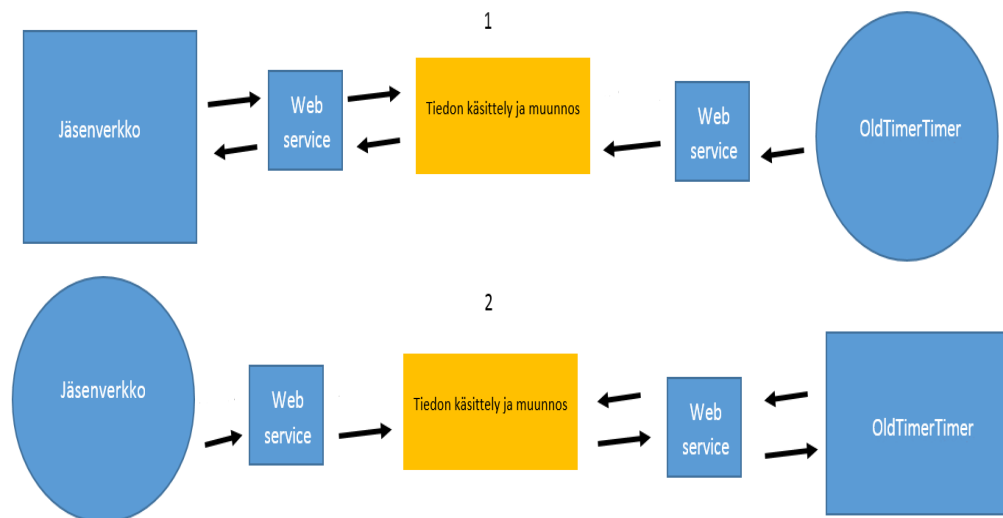 1
Jäsenverkko
Web
service
Tiedon käsittely ja muunnos
Web
service
OldTimerTimer
2
Jäsenverkko
Web
service
Tiedon käsittely ja muunnos
Web
service
OldTimerTimer